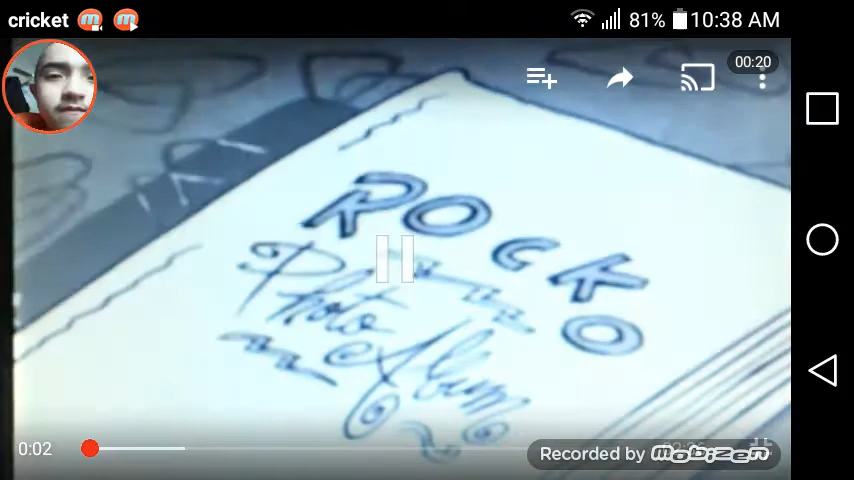 cricket m m 81% 10:38 AM
00:20
ROCKO
Photo
Album
0:02
Recorded by mobizen